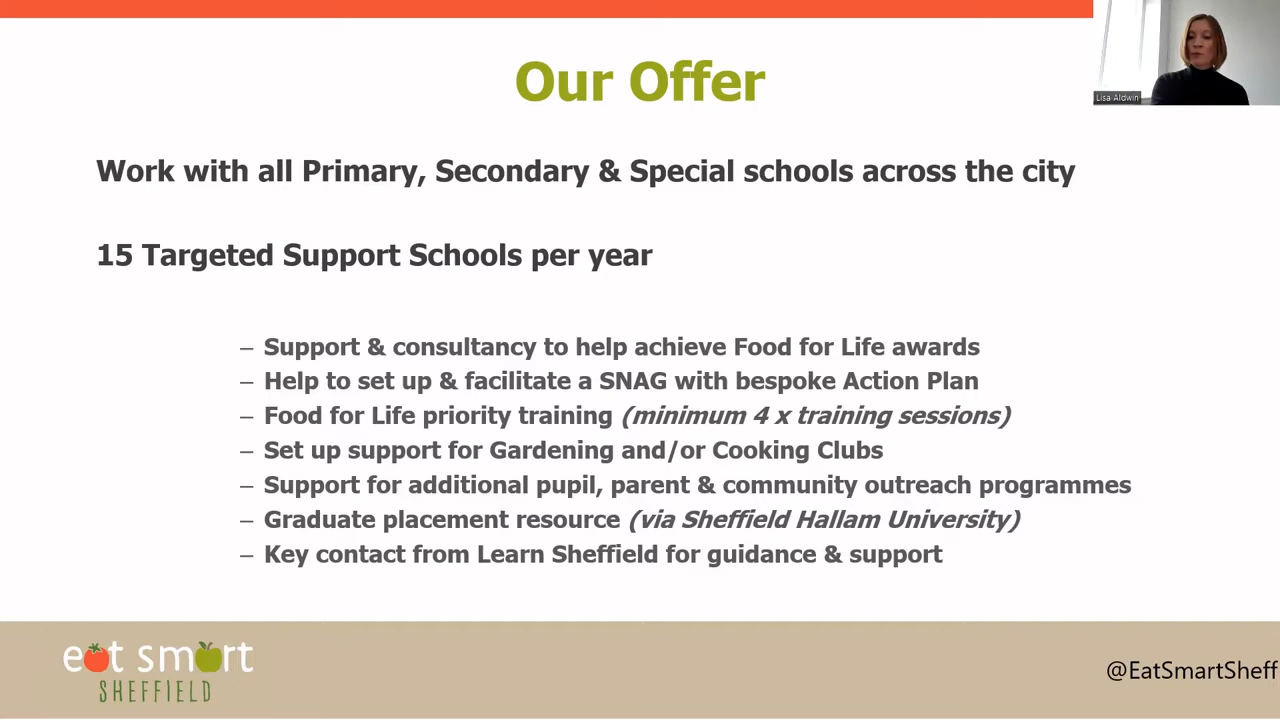 Our Offer
Lisa Aldwin
Work with all Primary, Secondary & Special schools across the city
15 Targeted Support Schools per year
– Support & consultancy to help achieve Food for Life awards
– Help to set up & facilitate a SNAG with bespoke Action Plan
– Food for Life priority training (minimum 4 x training sessions)
– Set up support for Gardening and/or Cooking Clubs
– Support for additional pupil, parent & community outreach programmes
– Graduate placement resource (via Sheffield Hallam University)
– Key contact from Learn Sheffield for guidance & support
eat smart
SHEFFIELD
@EatSmartSheff